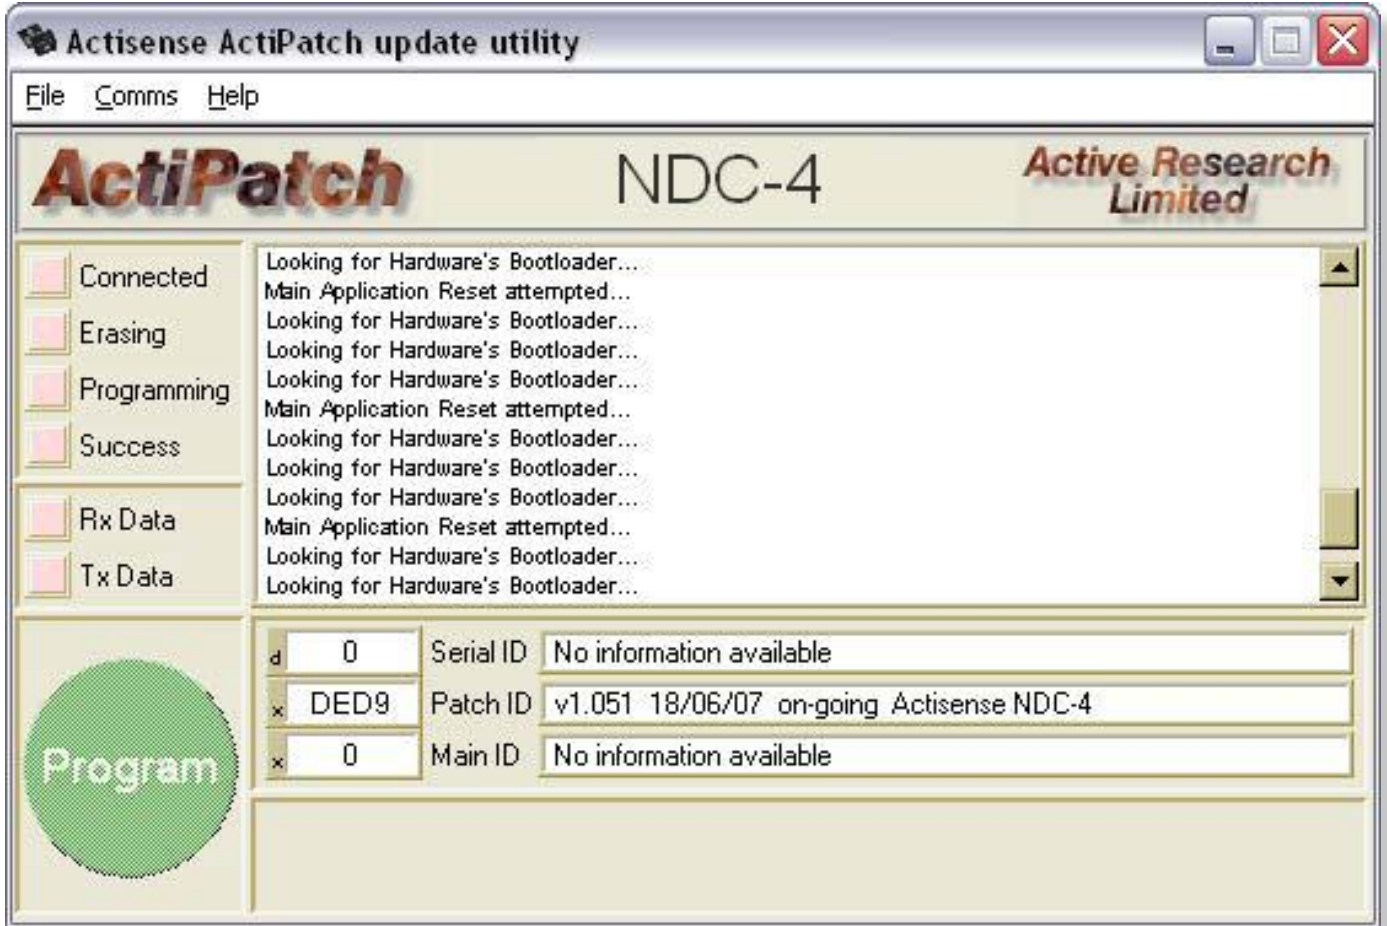 Actisense ActiPatch update utility
File Comms Help
ActiPatch
NDC-4
Active Research
Limited
Connected
Erasing
Programming
Success
Rx Data
Tx Data
Looking for Hardware's Bootloader...
Main Application Reset attempted...
Looking for Hardware's Bootloader...
Looking for Hardware's Bootloader...
Looking for Hardware's Bootloader...
Main Application Reset attempted...
Looking for Hardware's Bootloader...
Looking for Hardware's Bootloader...
Looking for Hardware's Bootloader...
Main Application Reset attempted...
Looking for Hardware's Bootloader...
Looking for Hardware's Bootloader...
Program
d 0 Serial ID No information available
x DED9 Patch ID v1.051 18/06/07 on-going Actisense NDC-4
x 0 Main ID No information available